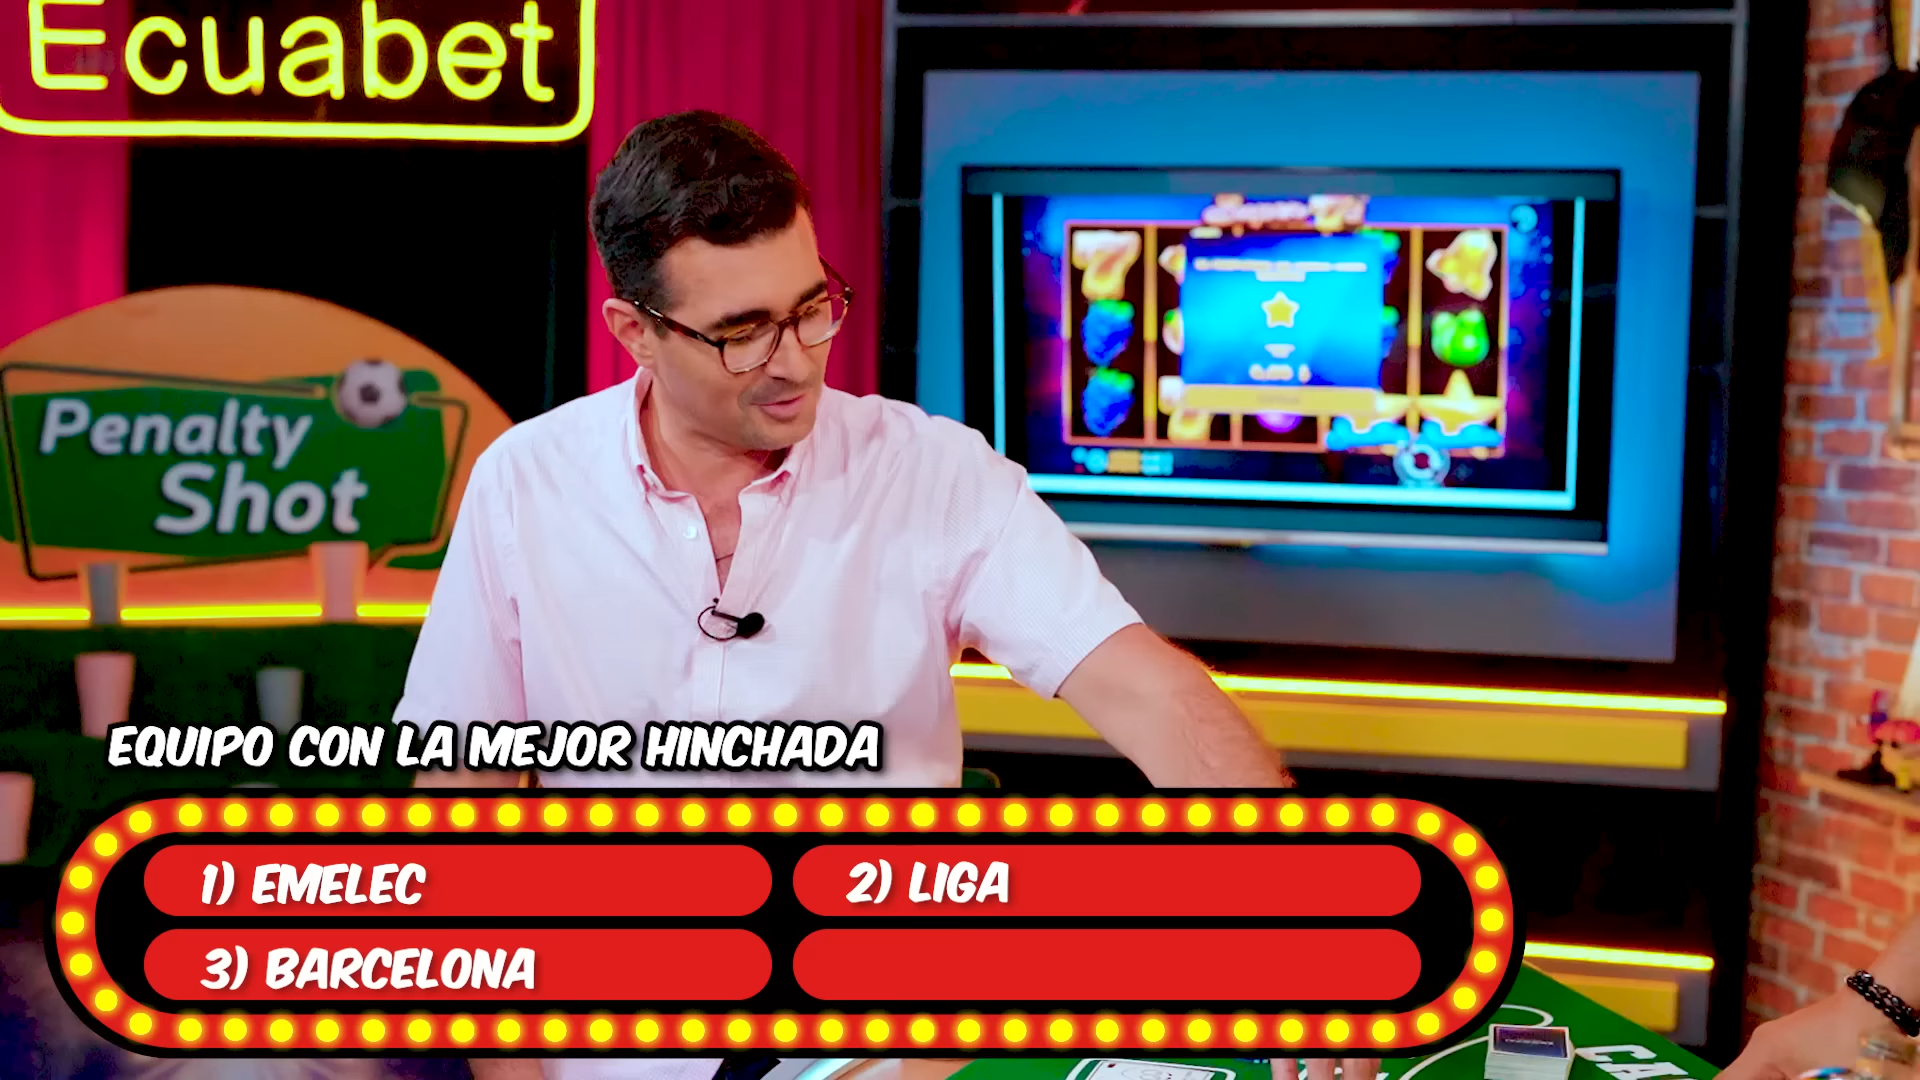 Ecuabet
Penalty
Shot
EQUIPO CON LA MEJOR HINCHADA
1) EMELEC
2) LIGA
3) BARCELONA